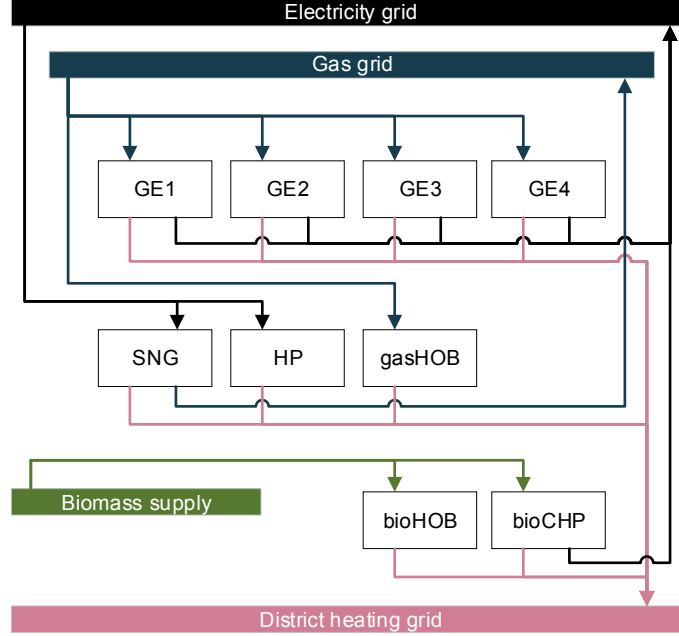 Electricity grid
Gas grid
GE1 GE2 GE3 GE4
SNG HP gasHOB
Biomass supply
bioHOB bioCHP
District heating grid